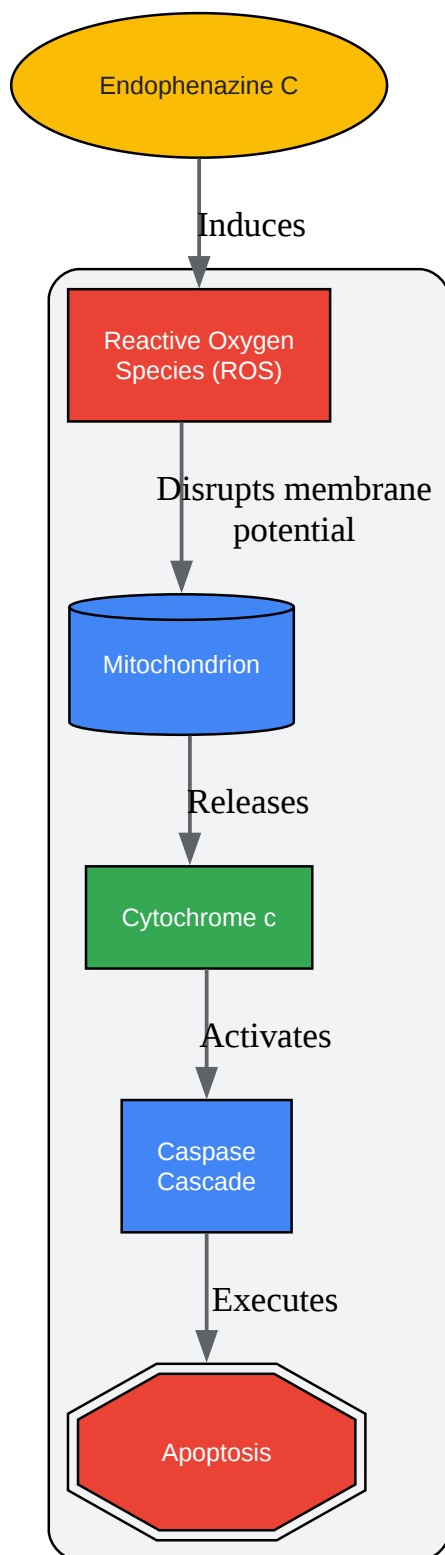 Endophenazine C
Induces
Reactive Oxygen
Species (ROS)
Disrupts membrane
potential
Mitochondrion
Releases
Cytochrome c
Activates
Caspase
Cascade
Executes
Apoptosis